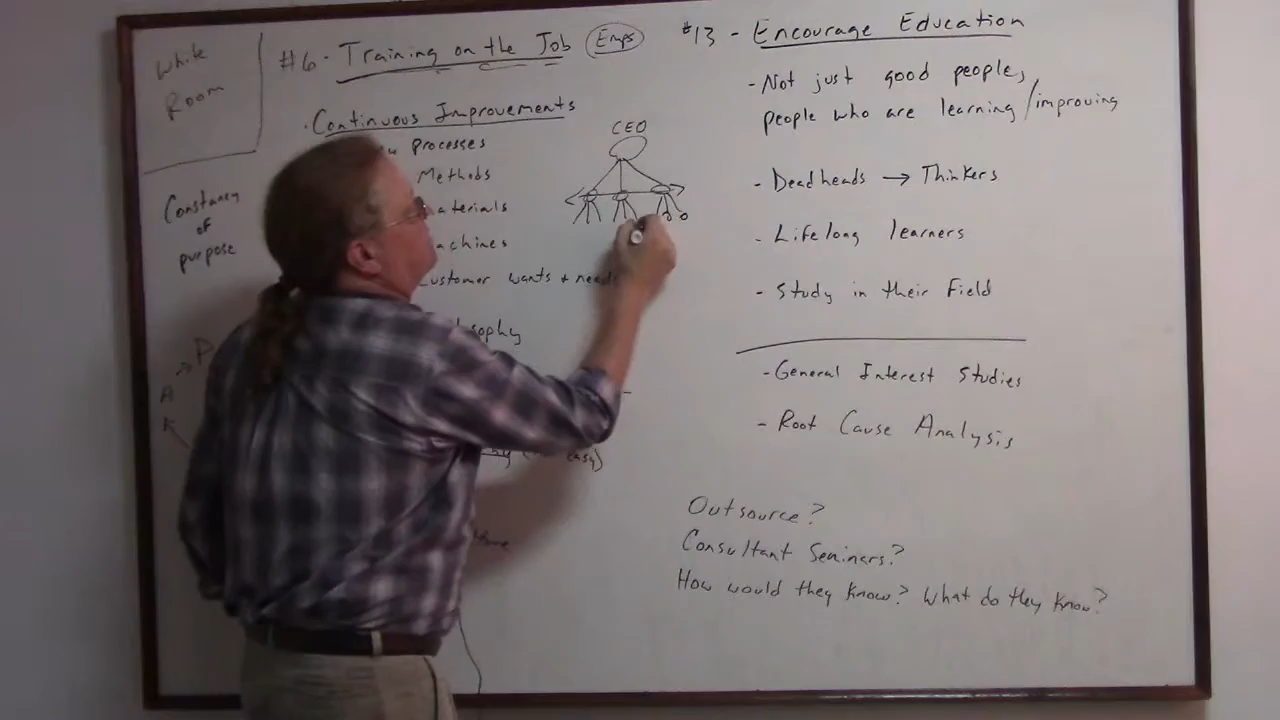 White
Room
Constancy
of
purpose
A → P
#6 - Training on the Job Emps
· Continuous Improvements
Processes
Methods
CEO
Customer wants +
(
easy)
#13 - Encourage Education
- Not just good people,
people who are learning/improving
- Deadheads → Thinkers
- Lifelong learners
- Study in their Field
- General Interest Studies
- Root Cause Analysis
Outsource?
Consultant Seminars?
How would they know? What do they know?